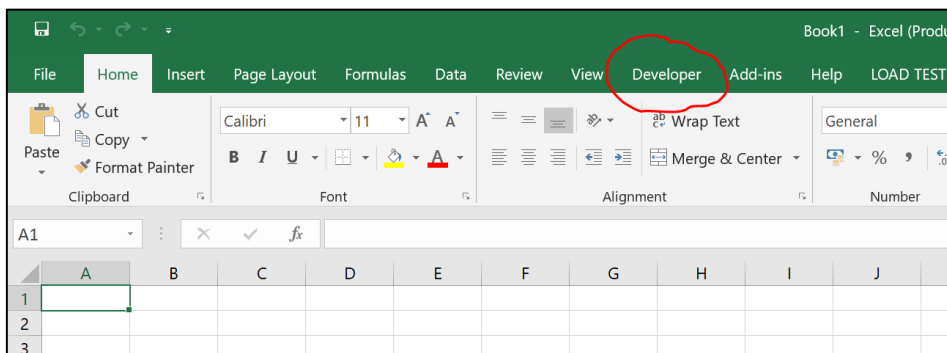 Book1 - Excel (Produ
File Home Insert Page Layout Formulas Data Review View Developer Add-ins Help LOAD TEST
Paste
Cut
Copy
Format Painter
Clipboard
Calibri 11 A A
B I U A
Font
ab Wrap Text
Merge & Center
Alignment
General
% , .0
Number
A1 fx
A B C D E F G H I J
1
2
3